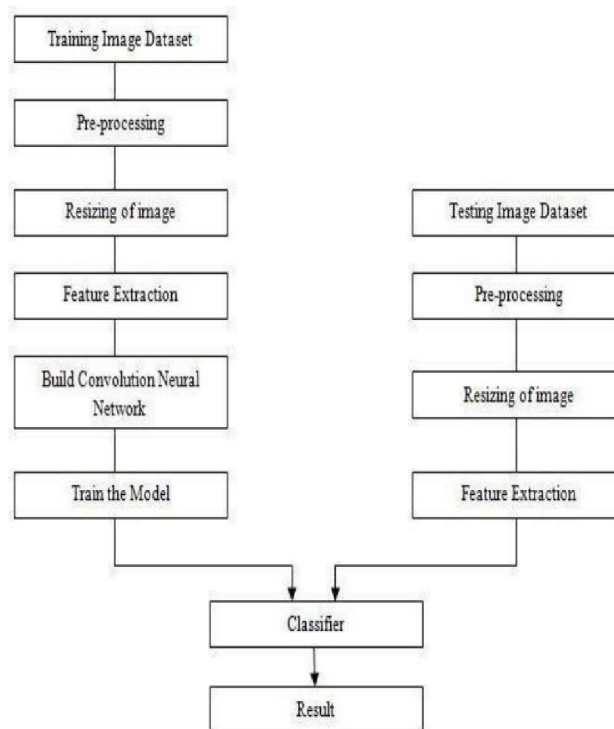 Training Image Dataset
Pre-processing
Resizing of image
Feature Extraction
Build Convolution Neural
Network
Train the Model
Testing Image Dataset
Pre-processing
Resizing of image
Feature Extraction
Classifier
Result